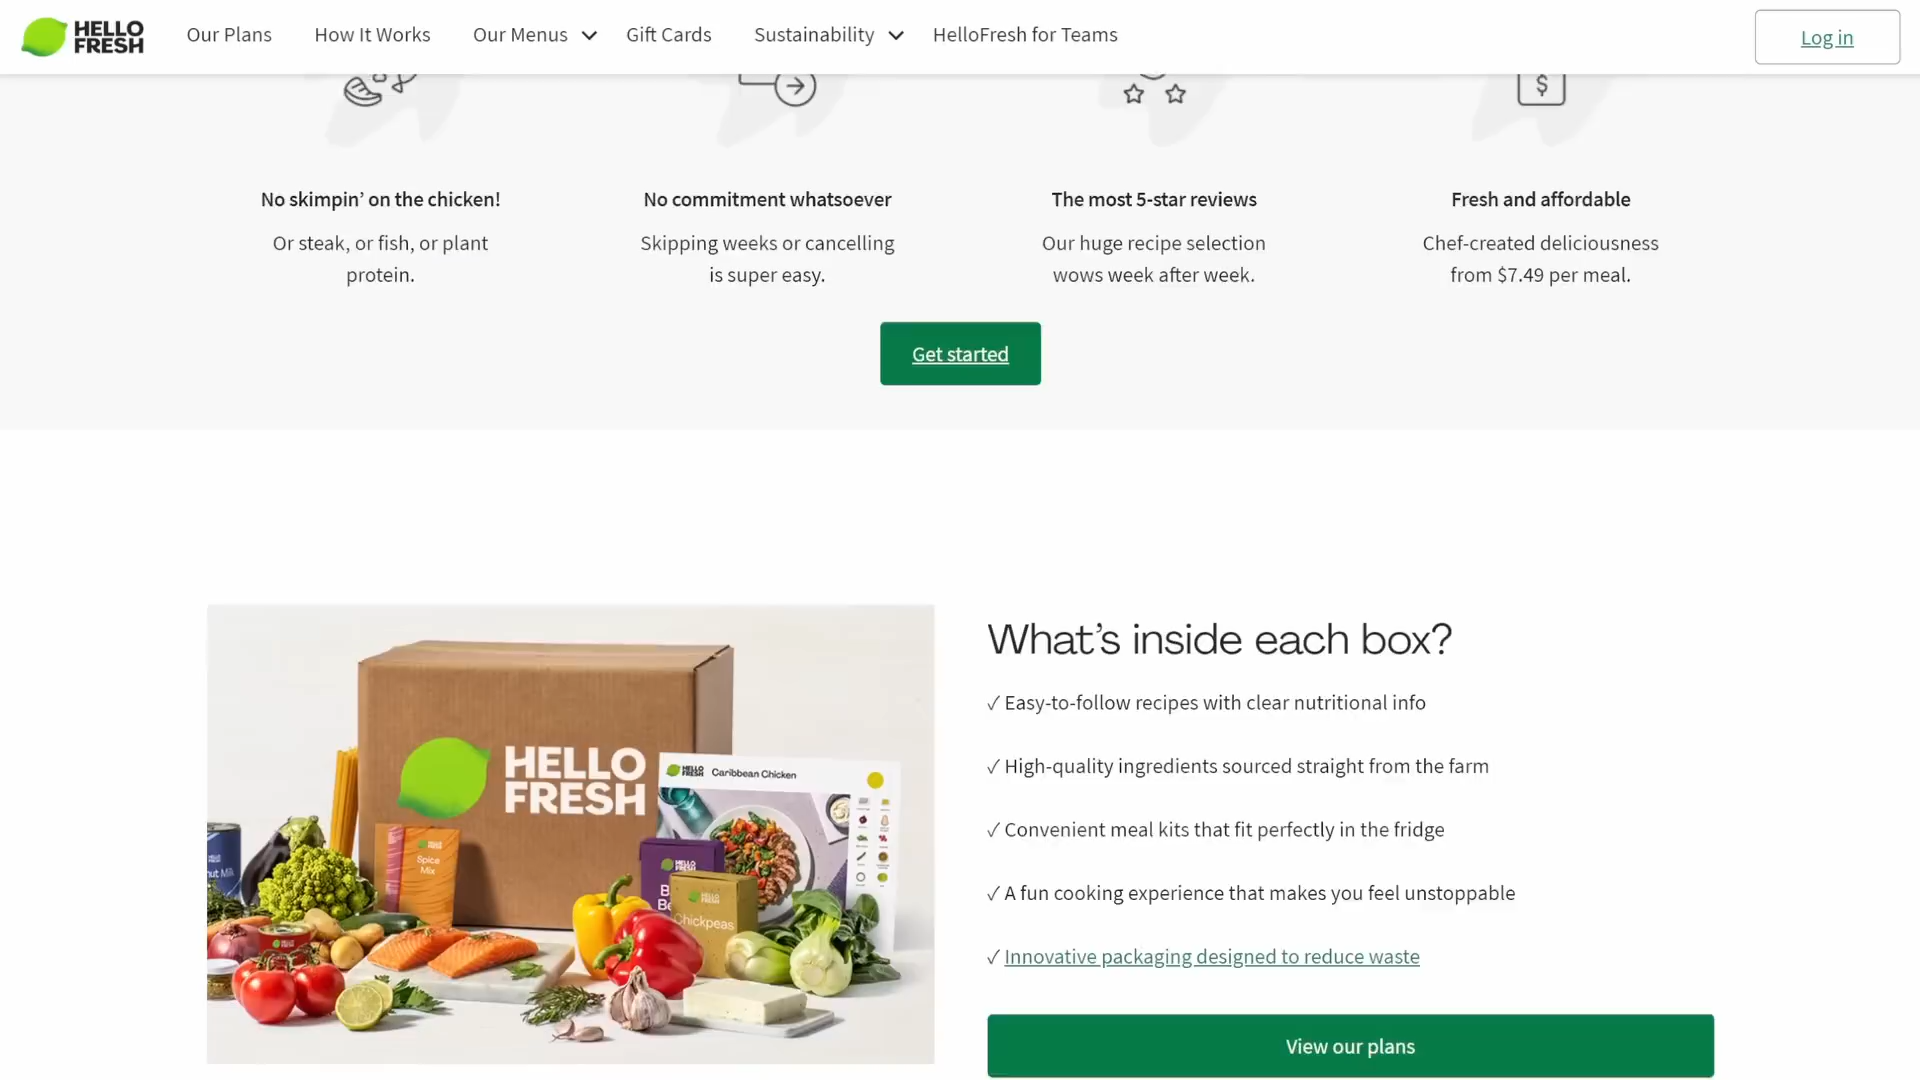 HELLO
FRESH
Our Plans
How It Works
Our Menus
Gift Cards
Sustainability
HelloFresh for Teams
Log in
$
No skimpin’ on the chicken!
Or steak, or fish, or plant
protein.
No commitment whatsoever
Skipping weeks or cancelling
is super easy.
The most 5-star reviews
Our huge recipe selection
wows week after week.
Fresh and affordable
Chef-created deliciousness
from $7.49 per meal.
Get started
HELLO
FRESH
HELLO
FRESH
Caribbean Chicken
Spice
Mix
HELLO
FRESH
Chickpeas
What’s inside each box?
✓ Easy-to-follow recipes with clear nutritional info
✓ High-quality ingredients sourced straight from the farm
✓ Convenient meal kits that fit perfectly in the fridge
✓ A fun cooking experience that makes you feel unstoppable
✓ Innovative packaging designed to reduce waste
View our plans